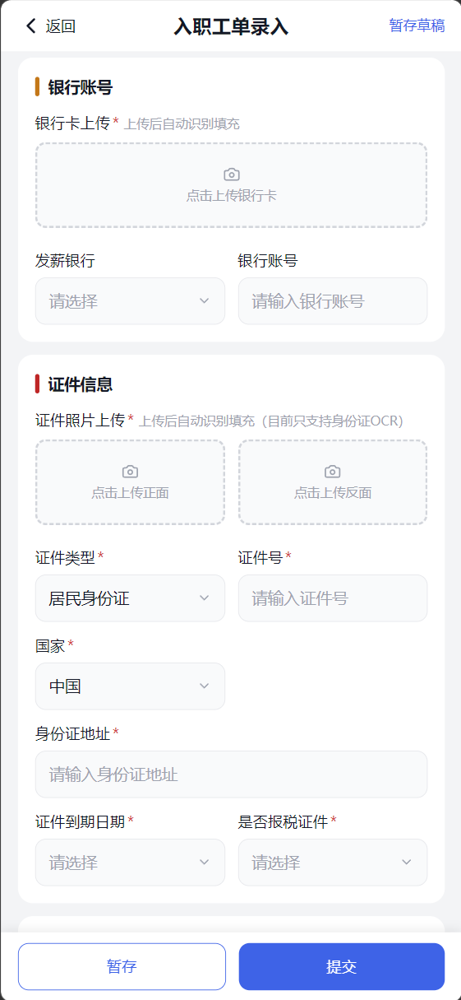 返回 入职工单录入 暂存草稿
银行账号
银行卡上传* 上传后自动识别填充
点击上传银行卡
发薪银行 银行账号
请选择 请输入银行账号
证件信息
证件照片上传* 上传后自动识别填充（目前只支持身份证OCR）
点击上传正面 点击上传反面
证件类型* 证件号*
居民身份证 请输入证件号
国家*
中国
身份证地址*
请输入身份证地址
证件到期日期* 是否报税证件*
请选择 请选择
暂存 提交